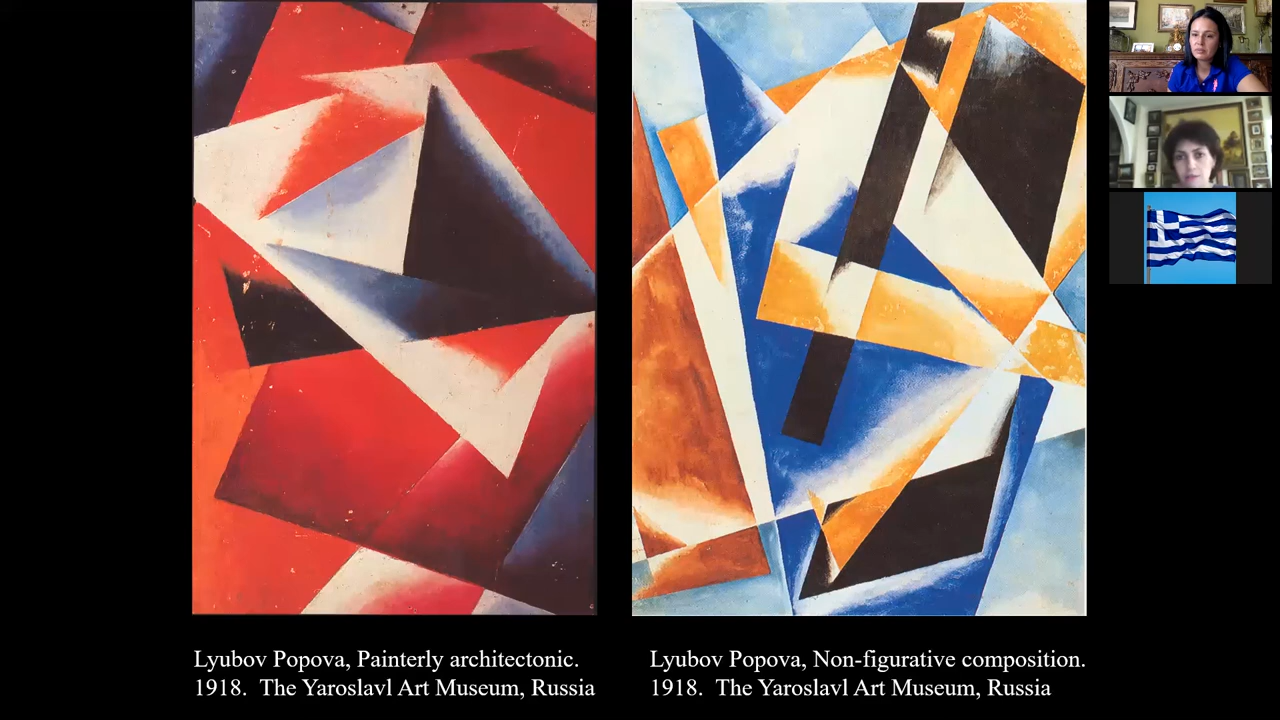 Lyubov Popova, Painterly architectonic.
1918.  The Yaroslavl Art Museum, Russia
Lyubov Popova, Non-figurative composition.
1918.  The Yaroslavl Art Museum, Russia